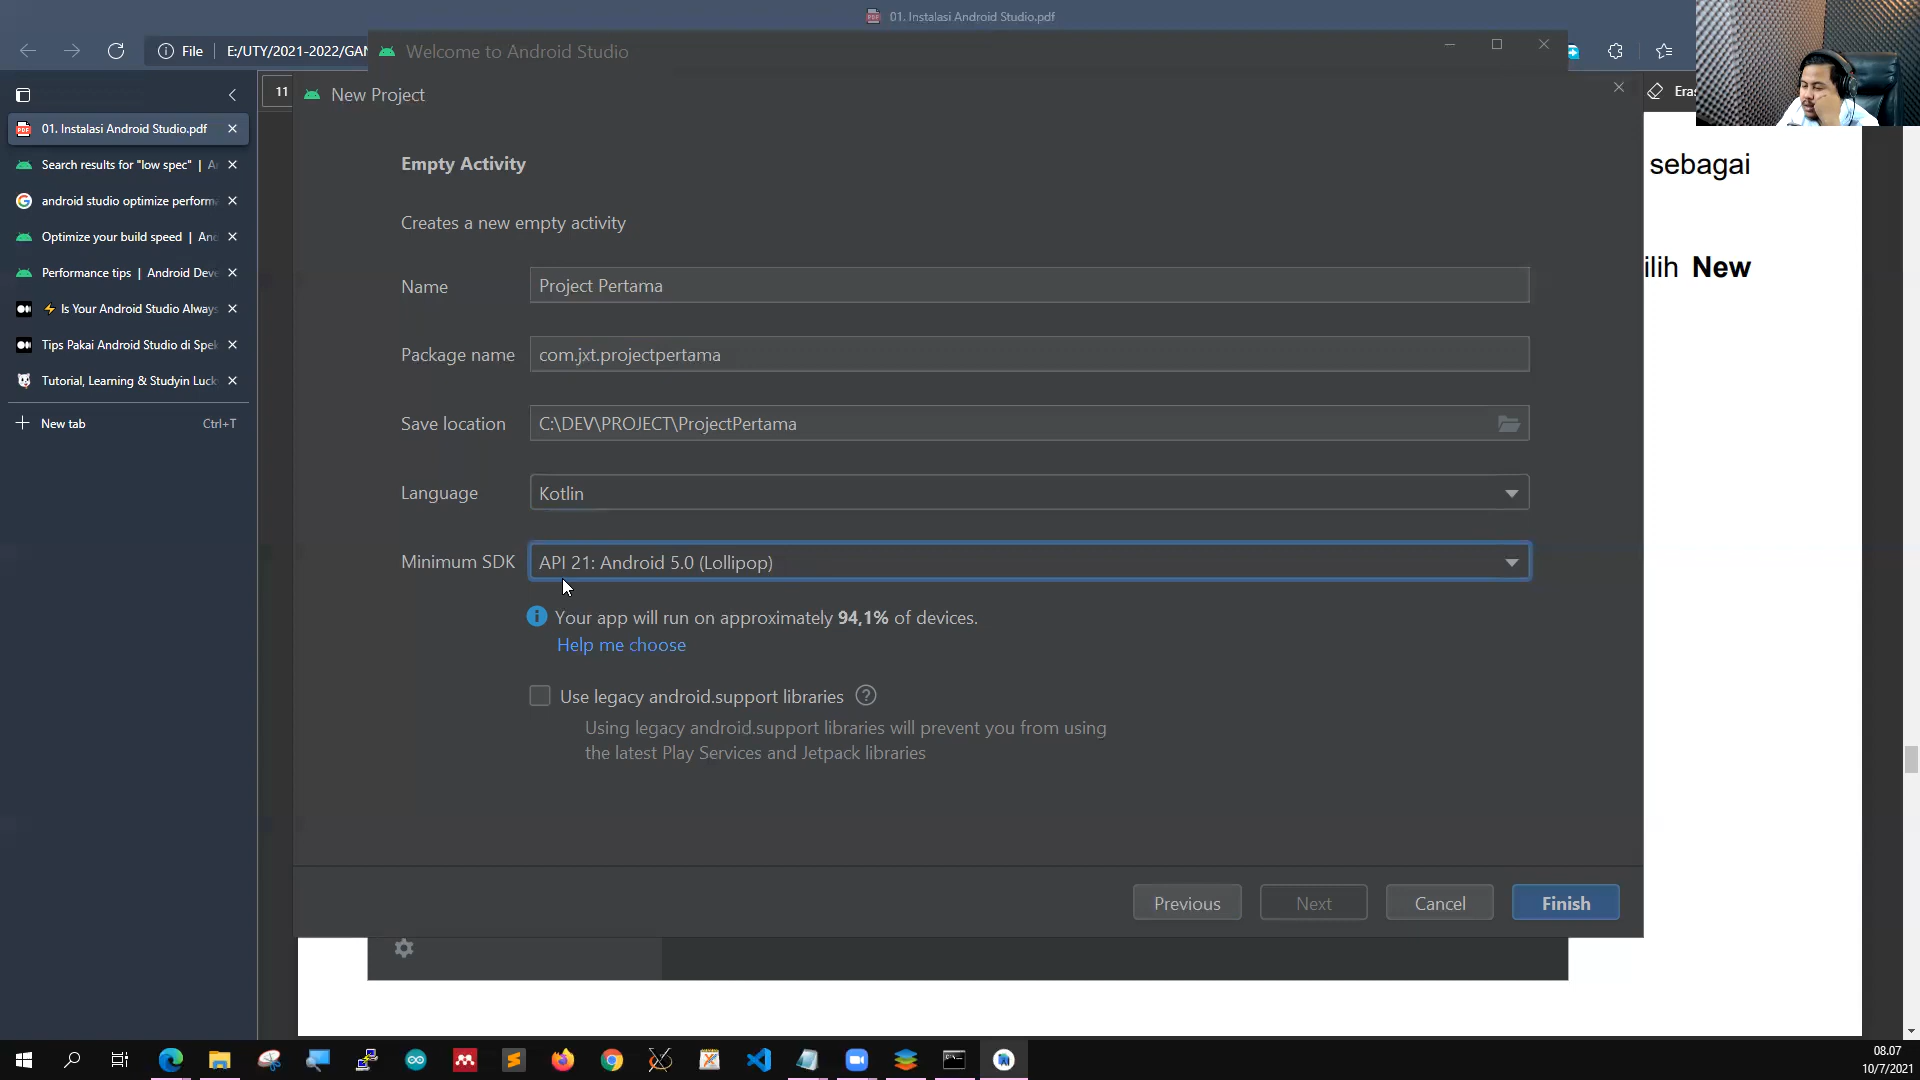 01. Instalasi Android Studio.pdf
File
E:/UTY/2021-2022/GAN
Welcome to Android Studio
11
New Project
Eras
01. Instalasi Android Studio.pdf
Search results for "low spec" | A
android studio optimize performa
Optimize your build speed | And
Performance tips | Android Deve
⚡ Is Your Android Studio Always
Tips Pakai Android Studio di Spek
Tutorial, Learning & Studyin Luck
New tab
Ctrl+T
sebagai
ilih New
Empty Activity
Creates a new empty activity
Name
Project Pertama
Package name
com.jxt.projectpertama
Save location
C:\DEV\PROJECT\ProjectPertama
Language
Kotlin
Minimum SDK
API 21: Android 5.0 (Lollipop)
Your app will run on approximately 94,1% of devices.
Help me choose
Use legacy android.support libraries
Using legacy android.support libraries will prevent you from using
the latest Play Services and Jetpack libraries
Previous
Next
Cancel
Finish
08.07
10/7/2021